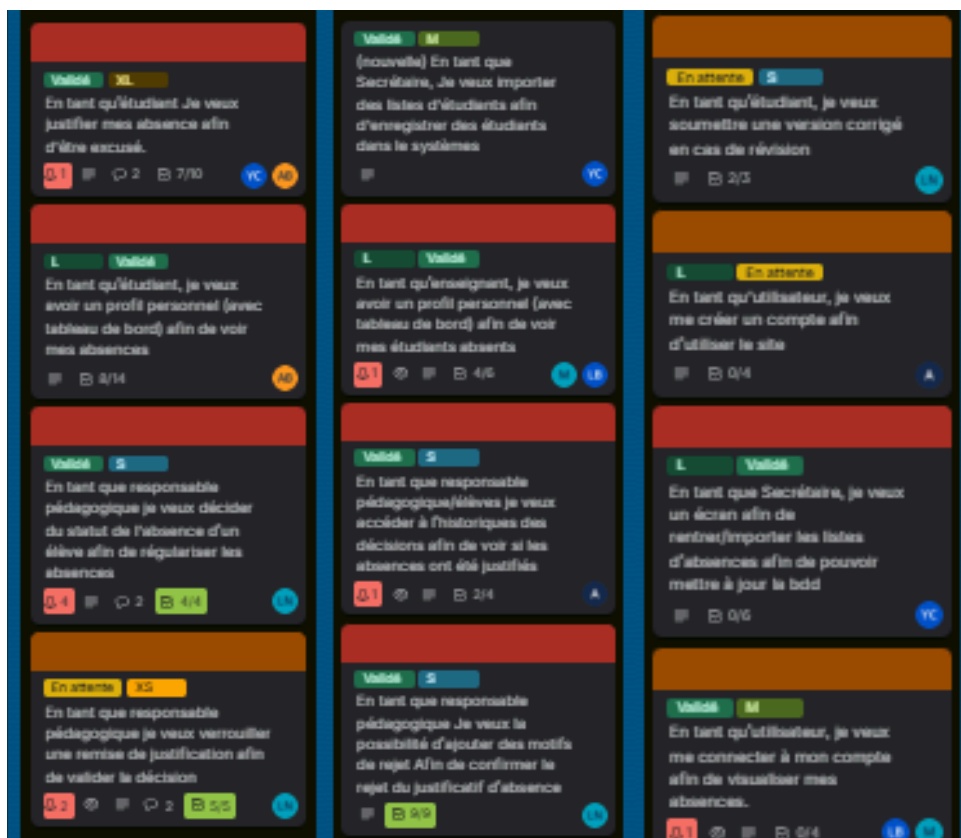 Validé XL
En tant qu'étudiant Je veux
justifier mes absence afin
d'être excusé.
1 2 7/10 YC AB
L Validé
En tant qu'étudiant, je veux
avoir un profil personnel (avec
tableau de bord) afin de voir
mes absences
8/14 AB
Validé S
En tant que responsable
pédagogique je veux décider
du statut de l'absence d'un
élève afin de régulariser les
absences
4 2 4/4 LN
En attente XS
En tant que responsable
pédagogique je veux verrouiller
une remise de justification afin
de valider la décision
2 2 5/5 LN
Validé M
(nouvelle) En tant que
Secrétaire, Je veux importer
des listes d'étudiants afin
d'enregistrer des étudiants
dans le systèmes
YC
L Validé
En tant qu'enseignant, je veux
avoir un profil personnel (avec
tableau de bord) afin de voir
mes étudiants absents
1 4/6 M LB
Validé S
En tant que responsable
pédagogique/élèves je veux
accéder à l'historiques des
décisions afin de voir si les
absences ont été justifiés
1 2/4 A
Validé S
En tant que responsable
pédagogique Je veux la
possibilité d'ajouter des motifs
de rejet Afin de confirmer le
rejet du justificatif d'absence
9/9 LN
En attente S
En tant qu'étudiant, je veux
soumettre une version corrigé
en cas de révision
2/3 LN
L En attente
En tant qu'utilisateur, je veux
me créer un compte afin
d'utiliser le site
0/4 A
L Validé
En tant que Secrétaire, je veux
un écran afin de
rentrer/importer les listes
d'absences afin de pouvoir
mettre à jour la bdd
0/6 YC
Validé M
En tant qu'utilisateur, je veux
me connecter à mon compte
afin de visualiser mes
absences.
1 0/4 LB M